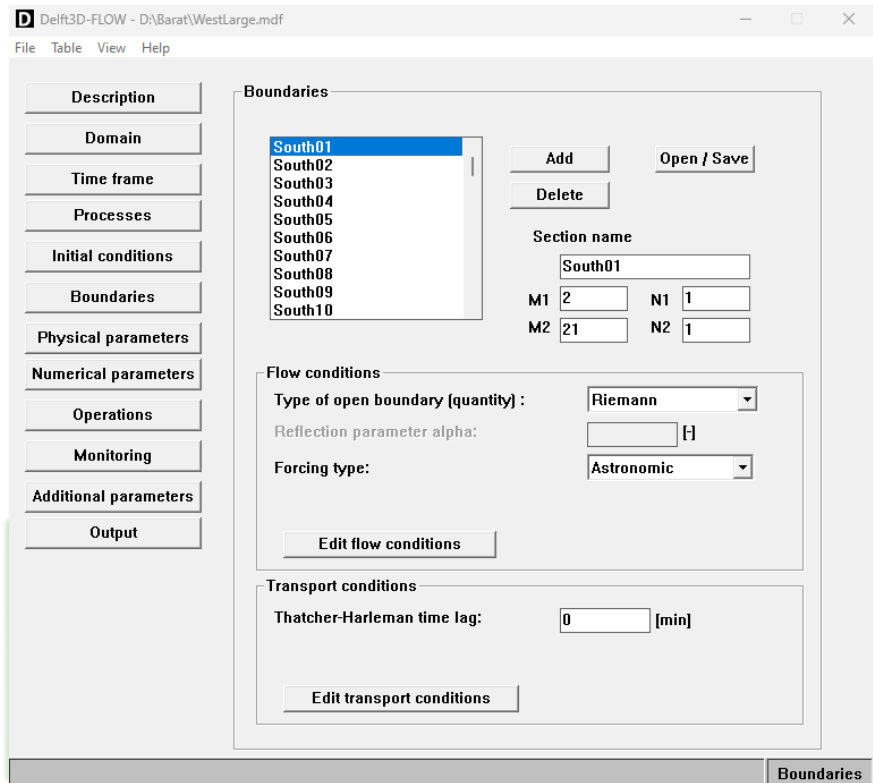 D Delft3D-FLOW - D:\Barat\WestLarge.mdf
File Table View Help
Description
Domain
Time frame
Processes
Initial conditions
Boundaries
Physical parameters
Numerical parameters
Operations
Monitoring
Additional parameters
Output
Boundaries
South01
South02
South03
South04
South05
South06
South07
South08
South09
South10
Add
Open / Save
Delete
Section name
South01
M1 2 N1 1
M2 21 N2 1
Flow conditions
Type of open boundary (quantity) : Riemann
Reflection parameter alpha: [-]
Forcing type: Astronomic
Edit flow conditions
Transport conditions
Thatcher-Harleman time lag: 0 [min]
Edit transport conditions
Boundaries